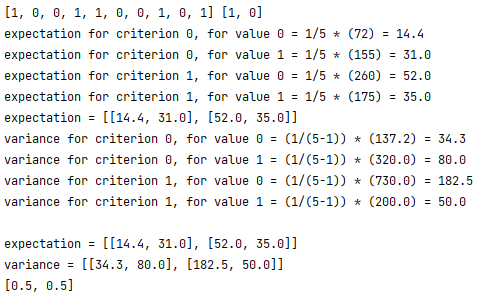 [1, 0, 0, 1, 1, 0, 0, 1, 0, 1] [1, 0]
expectation for criterion 0, for value 0 = 1/5 * (72) = 14.4
expectation for criterion 0, for value 1 = 1/5 * (155) = 31.0
expectation for criterion 1, for value 0 = 1/5 * (260) = 52.0
expectation for criterion 1, for value 1 = 1/5 * (175) = 35.0
expectation = [[14.4, 31.0], [52.0, 35.0]]
variance for criterion 0, for value 0 = (1/(5-1)) * (137.2) = 34.3
variance for criterion 0, for value 1 = (1/(5-1)) * (320.0) = 80.0
variance for criterion 1, for value 0 = (1/(5-1)) * (730.0) = 182.5
variance for criterion 1, for value 1 = (1/(5-1)) * (200.0) = 50.0
expectation = [[14.4, 31.0], [52.0, 35.0]]
variance = [[34.3, 80.0], [182.5, 50.0]]
[0.5, 0.5]